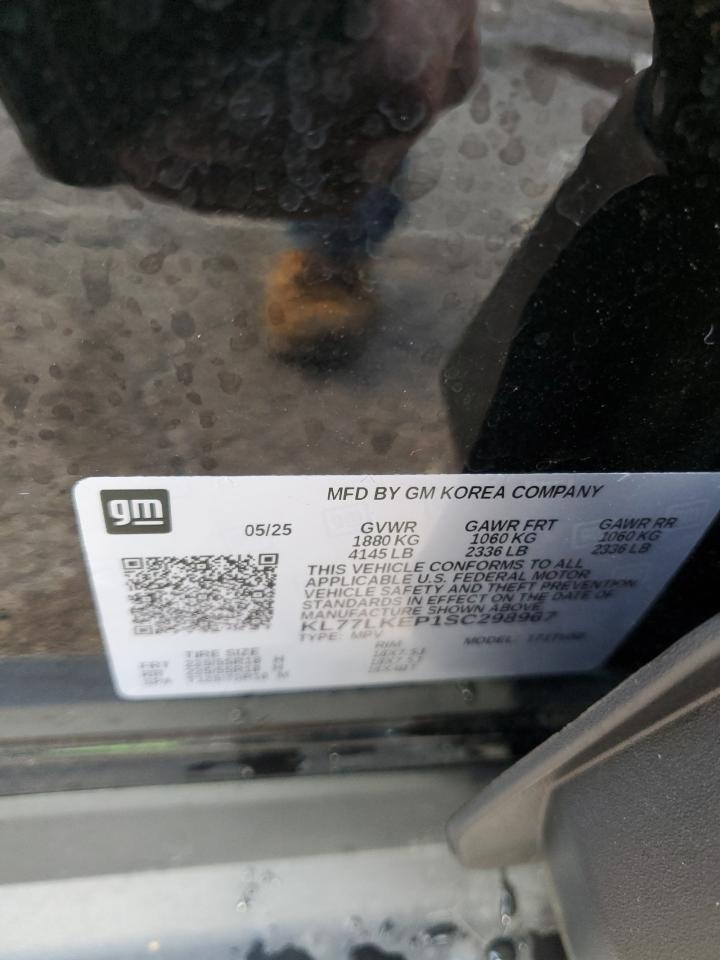 gm
MFD BY GM KOREA COMPANY
05/25
GVWR GAWR FRT GAWR RR
1880 KG 1060 KG 1060 KG
4145 LB 2336 LB 2336 LB
THIS VEHICLE CONFORMS TO ALL
APPLICABLE U.S. FEDERAL MOTOR
VEHICLE SAFETY AND THEFT PREVENTION
STANDARDS IN EFFECT ON THE DATE OF
MANUFACTURE SHOWN ABOVE
KL77LKEP1SC298967
TYPE: MPV MODEL:
TIRE SIZE RIM
FRT
RR
SPA